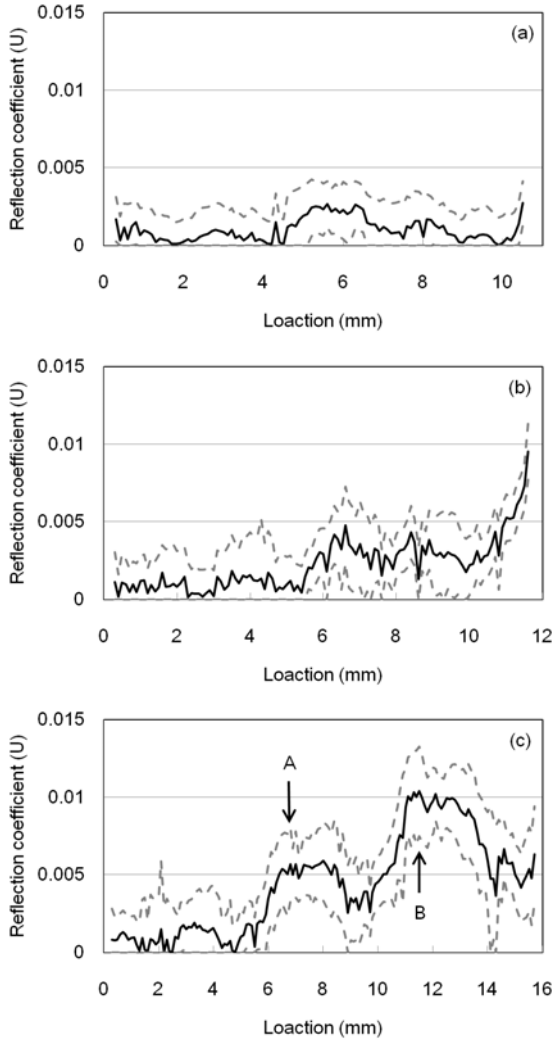 0.015
(a)
0.01
0.005
0
Reflection coefficient (U)
0 2 4 6 8 10
Loaction (mm)
0.015
(b)
0.01
0.005
0
Reflection coefficient (U)
0 2 4 6 8 10 12
Loaction (mm)
0.015
(c)
A
0.01
0.005
B
0
Reflection coefficient (U)
0 2 4 6 8 10 12 14 16
Loaction (mm)